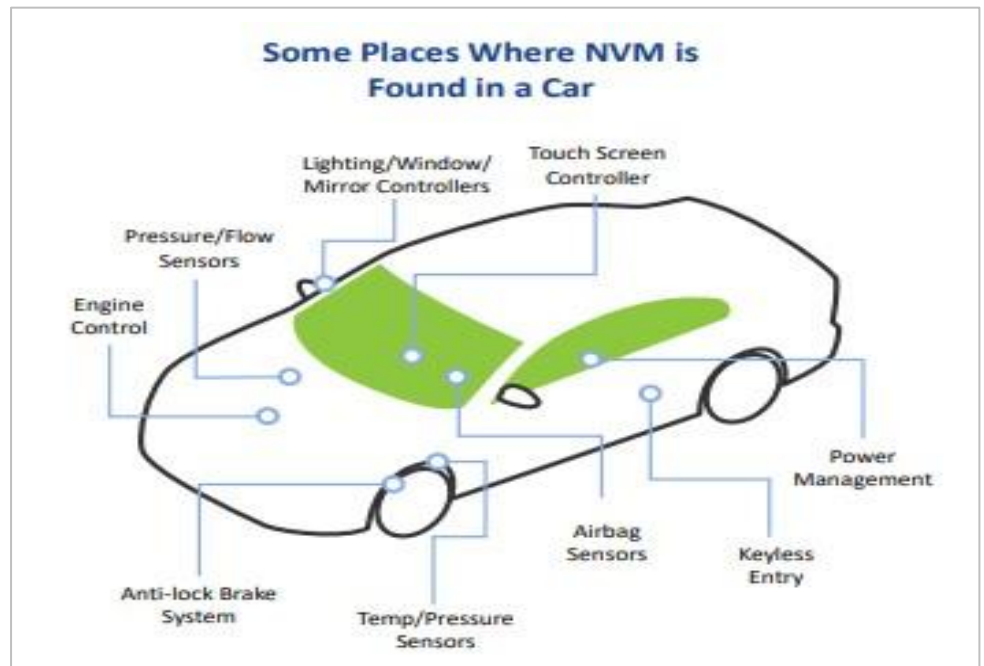 Some Places Where NVM is
Found in a Car
Lighting/Window/
Mirror Controllers
Touch Screen
Controller
Pressure/Flow
Sensors
Engine
Control
Power
Management
Airbag
Sensors
Keyless
Entry
Anti-lock Brake
System
Temp/Pressure
Sensors